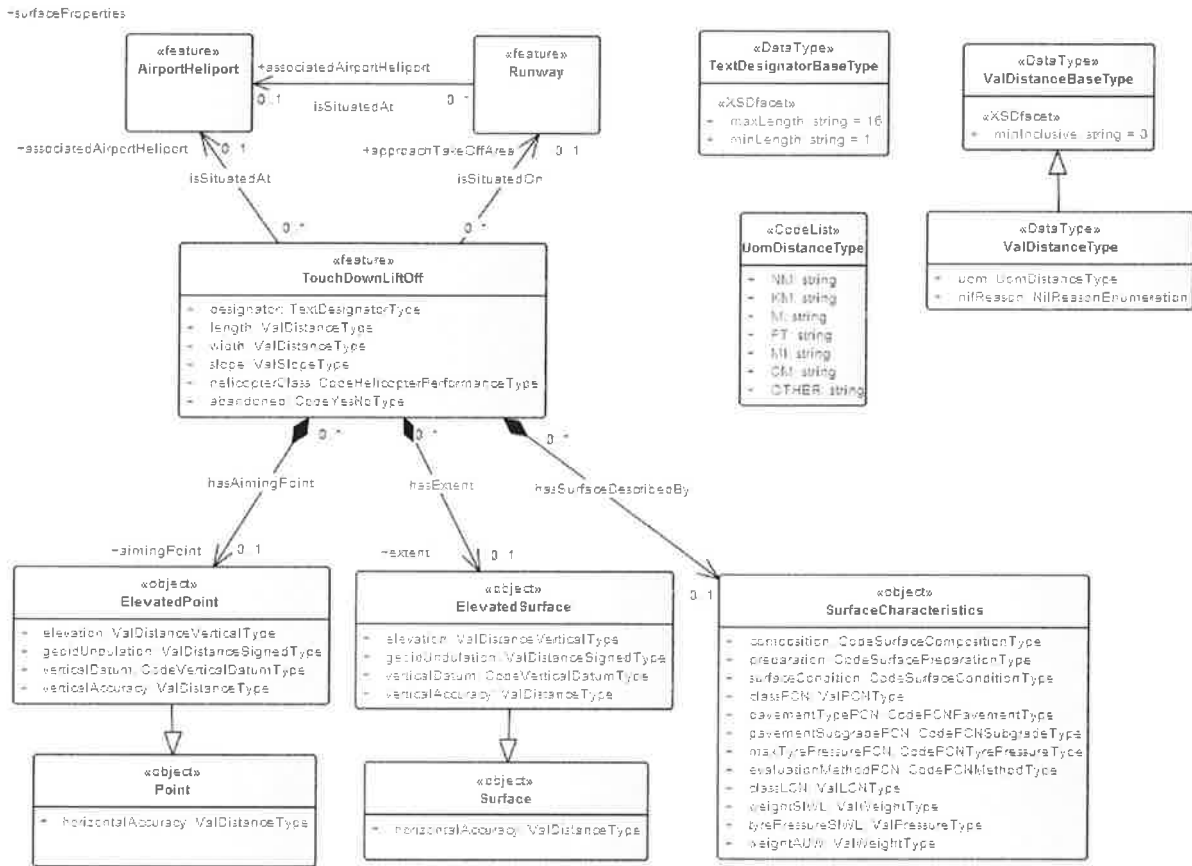 +surfaceProperties
«feature»
AirportHeliport
+associatedAirportHeliport
0..1
isSituatedAt
0..*
«feature»
Runway
+associatedAirportHeliport
0..1
isSituatedAt
0..*
+approachTakeOffArea
0..1
isSituatedOn
0..*
«DataType»
TextDesignatorBaseType
«XSDfacet»
+ maxLength: string = 16
+ minLength: string = 1
«DataType»
ValDistanceBaseType
«XSDfacet»
+ minInclusive: string = 0
«CodeList»
UomDistanceType
+ NM: string
+ KM: string
+ M: string
+ FT: string
+ MI: string
+ CM: string
+ OTHER: string
«DataType»
ValDistanceType
+ uom: UomDistanceType
+ nilReason: NilReasonEnumeration
«feature»
TouchDownLiftOff
+ designator: TextDesignatorType
+ length: ValDistanceType
+ width: ValDistanceType
+ slope: ValSlopeType
+ helicopterClass: CodeHelicopterPerformanceType
+ abandoned: CodeYesNoType
0..*
0..*
0..*
hasAimingPoint
hasExtent
hasSurfaceDescribedBy
+aimingPoint
0..1
+extent
0..1
0..1
«object»
ElevatedPoint
+ elevation: ValDistanceVerticalType
+ geoidUndulation: ValDistanceSignedType
+ verticalDatum: CodeVerticalDatumType
+ verticalAccuracy: ValDistanceType
«object»
ElevatedSurface
+ elevation: ValDistanceVerticalType
+ geoidUndulation: ValDistanceSignedType
+ verticalDatum: CodeVerticalDatumType
+ verticalAccuracy: ValDistanceType
«object»
SurfaceCharacteristics
+ composition: CodeSurfaceCompositionType
+ preparation: CodeSurfacePreparationType
+ surfaceCondition: CodeSurfaceConditionType
+ classPCN: ValPCNType
+ pavementTypePCN: CodePCNPavementType
+ pavementSubgradePCN: CodePCNSubgradeType
+ maxTyrePressurePCN: CodePCNTyrePressureType
+ evaluationMethodPCN: CodePCNMethodType
+ classLCN: ValLCNType
+ weightSIWL: ValWeightType
+ tyrePressureSIWL: ValPressureType
+ weightAUW: ValWeightType
«object»
Point
+ horizontalAccuracy: ValDistanceType
«object»
Surface
+ horizontalAccuracy: ValDistanceType